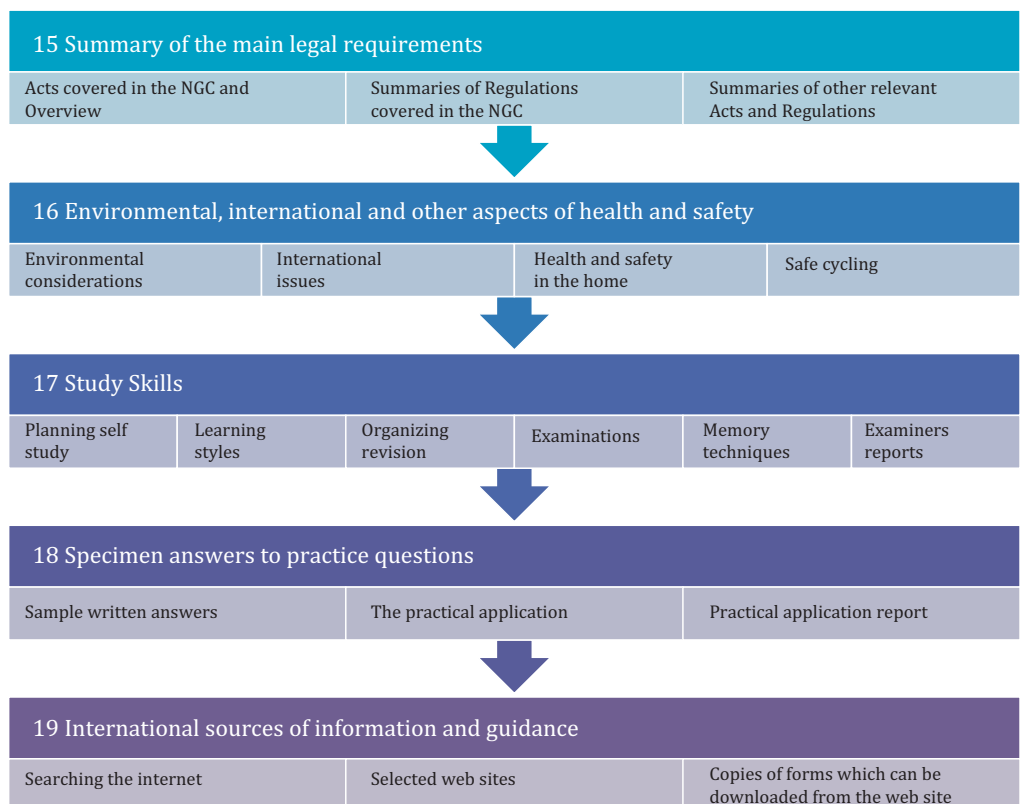 15 Summary of the main legal requirements
Acts covered in the NGC and
Overview
Summaries of Regulations
covered in the NGC
Summaries of other relevant
Acts and Regulations
16 Environmental, international and other aspects of health and safety
Environmental
considerations
International
issues
Health and safety
in the home
Safe cycling
17 Study Skills
Planning self
study
Learning
styles
Organizing
revision
Examinations
Memory
techniques
Examiners
reports
18 Specimen answers to practice questions
Sample written answers
The practical application
Practical application report
19 International sources of information and guidance
Searching the internet
Selected web sites
Copies of forms which can be
downloaded from the web site